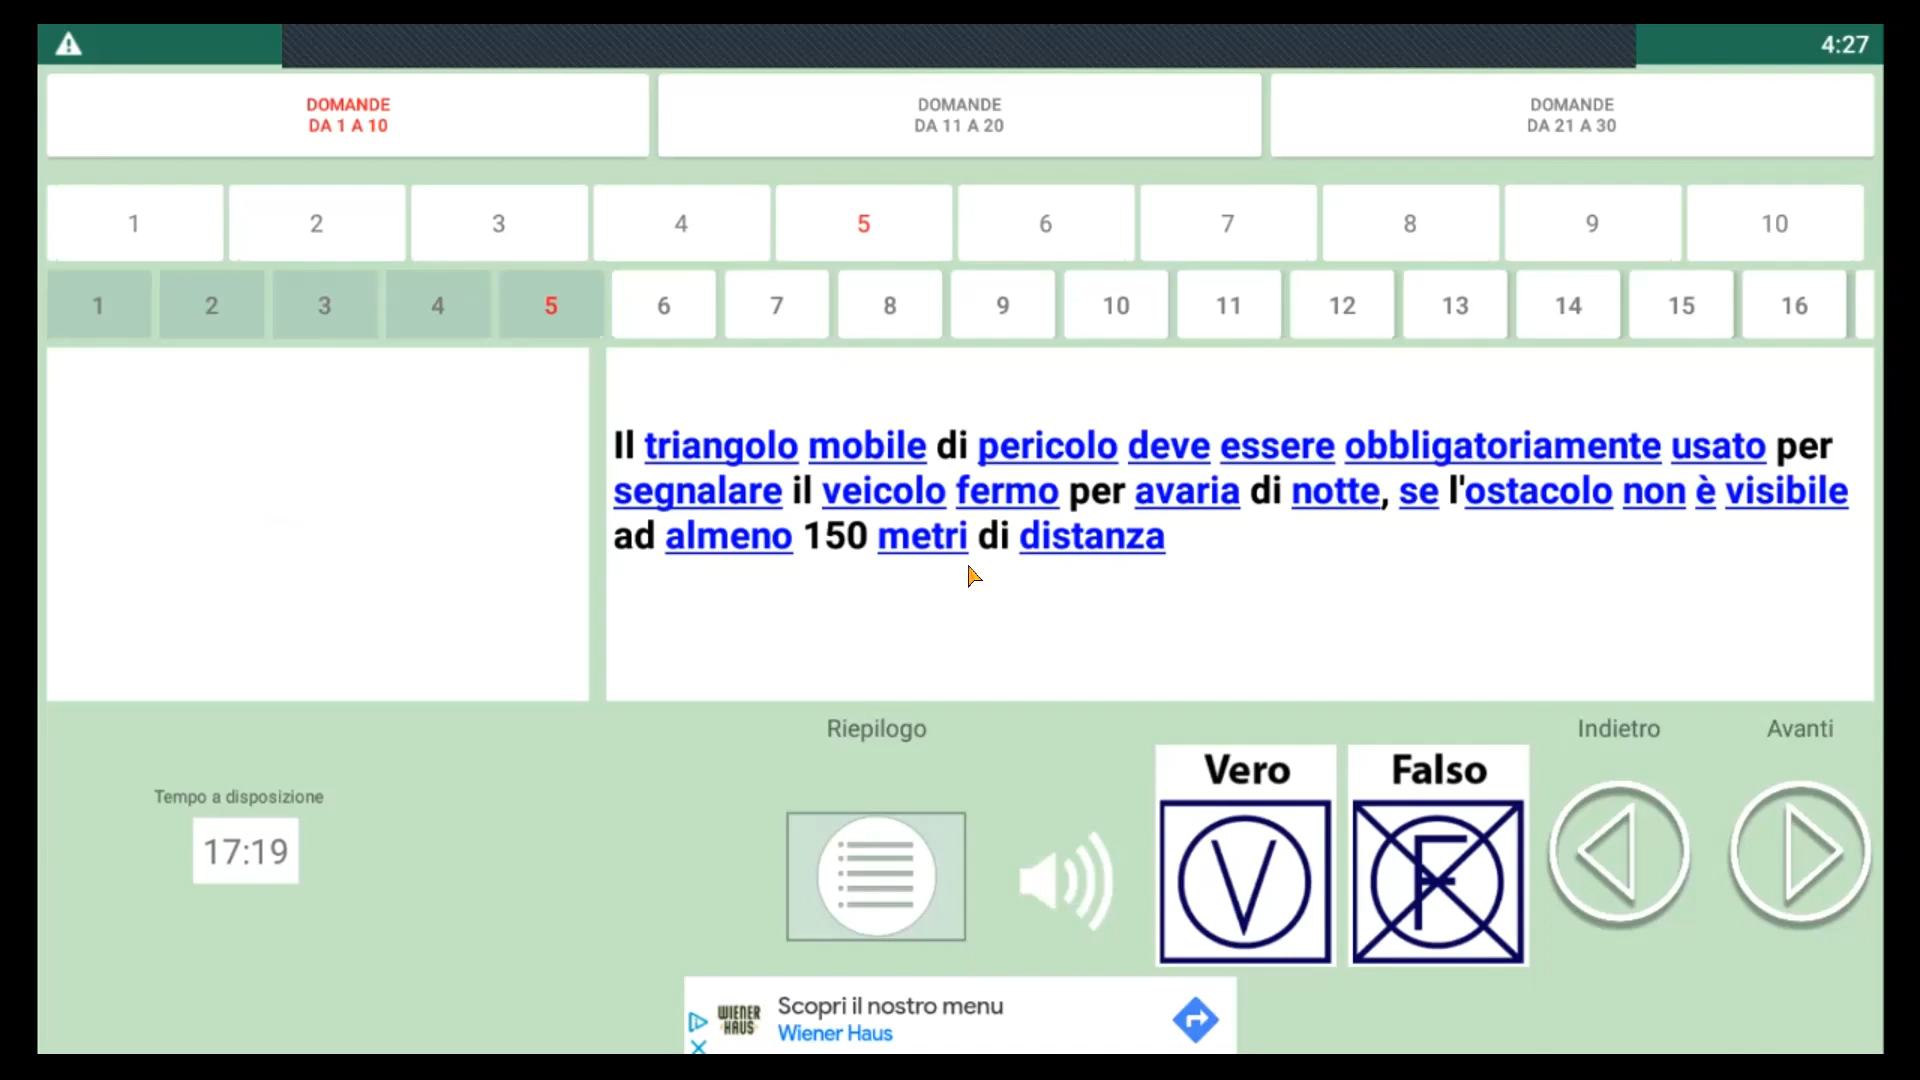 4:27
DOMANDE
DA 1 A 10
DOMANDE
DA 11 A 20
DOMANDE
DA 21 A 30
1 2 3 4 5 6 7 8 9 10
1 2 3 4 5 6 7 8 9 10 11 12 13 14 15 16
Il triangolo mobile di pericolo deve essere obbligatoriamente usato per
segnalare il veicolo fermo per avaria di notte, se l'ostacolo non è visibile
ad almeno 150 metri di distanza
Riepilogo
Indietro
Avanti
Tempo a disposizione
17:19
Vero
V
Falso
F
WIENER
HAUS
Scopri il nostro menu
Wiener Haus